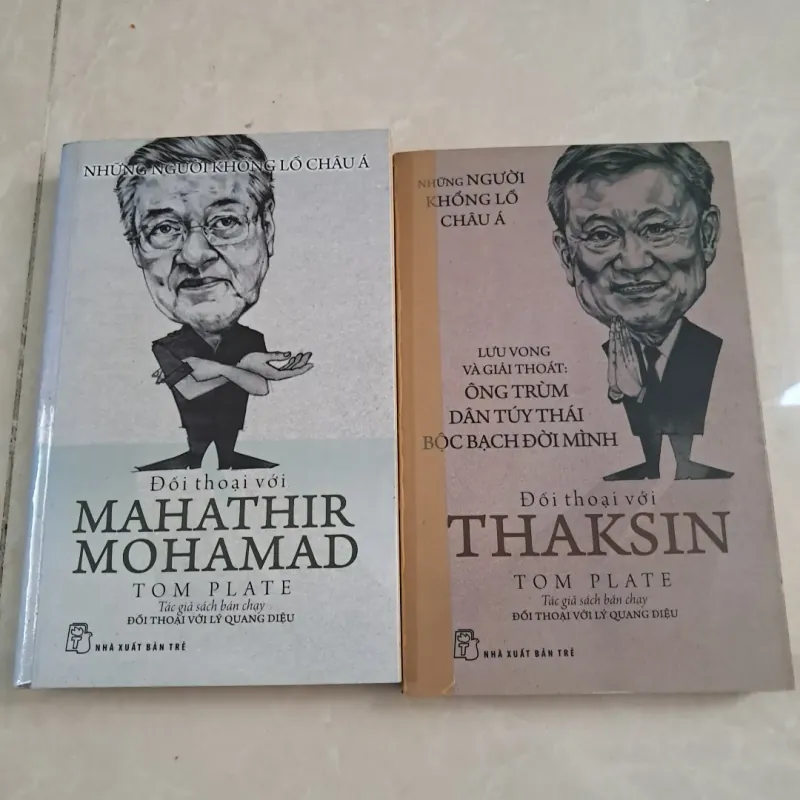 NHỮNG NGƯỜI KHỔNG LỒ CHÂU Á
Đối thoại với
MAHATHIR
MOHAMAD
TOM PLATE
Tác giả sách bán chạy
ĐỐI THOẠI VỚI LÝ QUANG DIỆU
NHÀ XUẤT BẢN TRẺ
NHỮNG NGƯỜI
KHỔNG LỒ
CHÂU Á
LƯU VONG
VÀ GIẢI THOÁT:
ÔNG TRÙM
DÂN TÚY THÁI
BỘC BẠCH ĐỜI MÌNH
Đối thoại với
THAKSIN
TOM PLATE
Tác giả sách bán chạy
ĐỐI THOẠI VỚI LÝ QUANG DIỆU
NHÀ XUẤT BẢN TRẺ